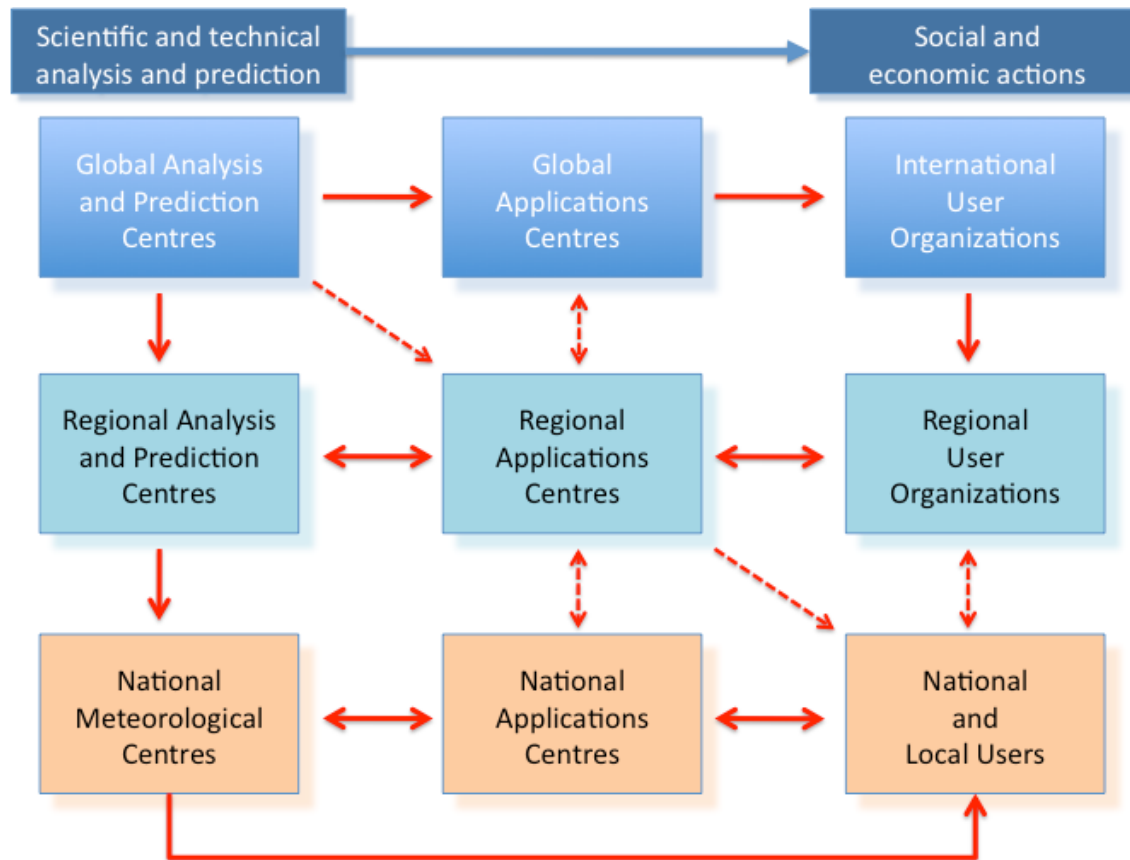 Scientific and technical
analysis and prediction
Social and
economic actions
Global Analysis
and Prediction
Centres
Global
Applications
Centres
International
User
Organizations
Regional Analysis
and Prediction
Centres
Regional
Applications
Centres
Regional
User
Organizations
National
Meteorological
Centres
National
Applications
Centres
National
and
Local Users